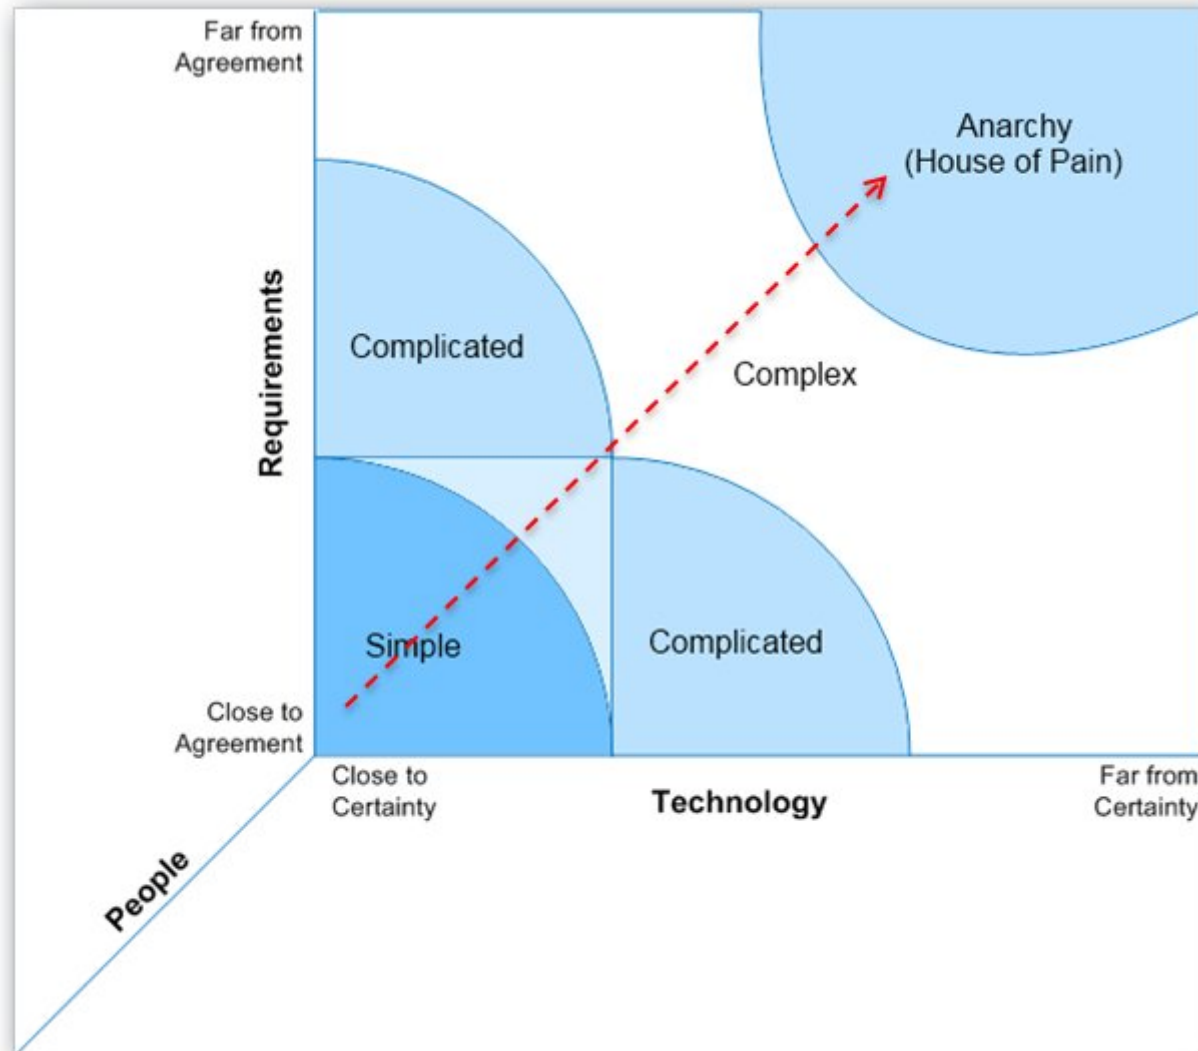 Far from
Agreement
Anarchy
(House of Pain)
Requirements
Complicated
Complex
Simple
Complicated
Close to
Agreement
Close to
Certainty
Technology
Far from
Certainty
People